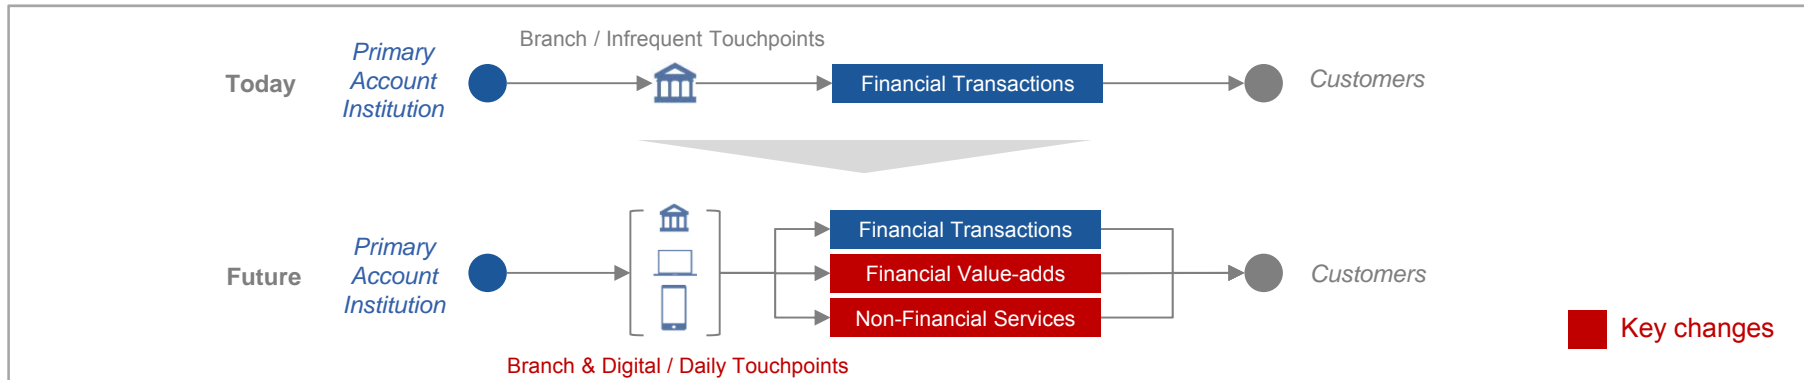 Branch / Infrequent Touchpoints
Today
Primary
Account
Institution
Financial Transactions
Customers
Future
Primary
Account
Institution
Financial Transactions
Financial Value-adds
Non-Financial Services
Customers
Branch & Digital / Daily Touchpoints
Key changes